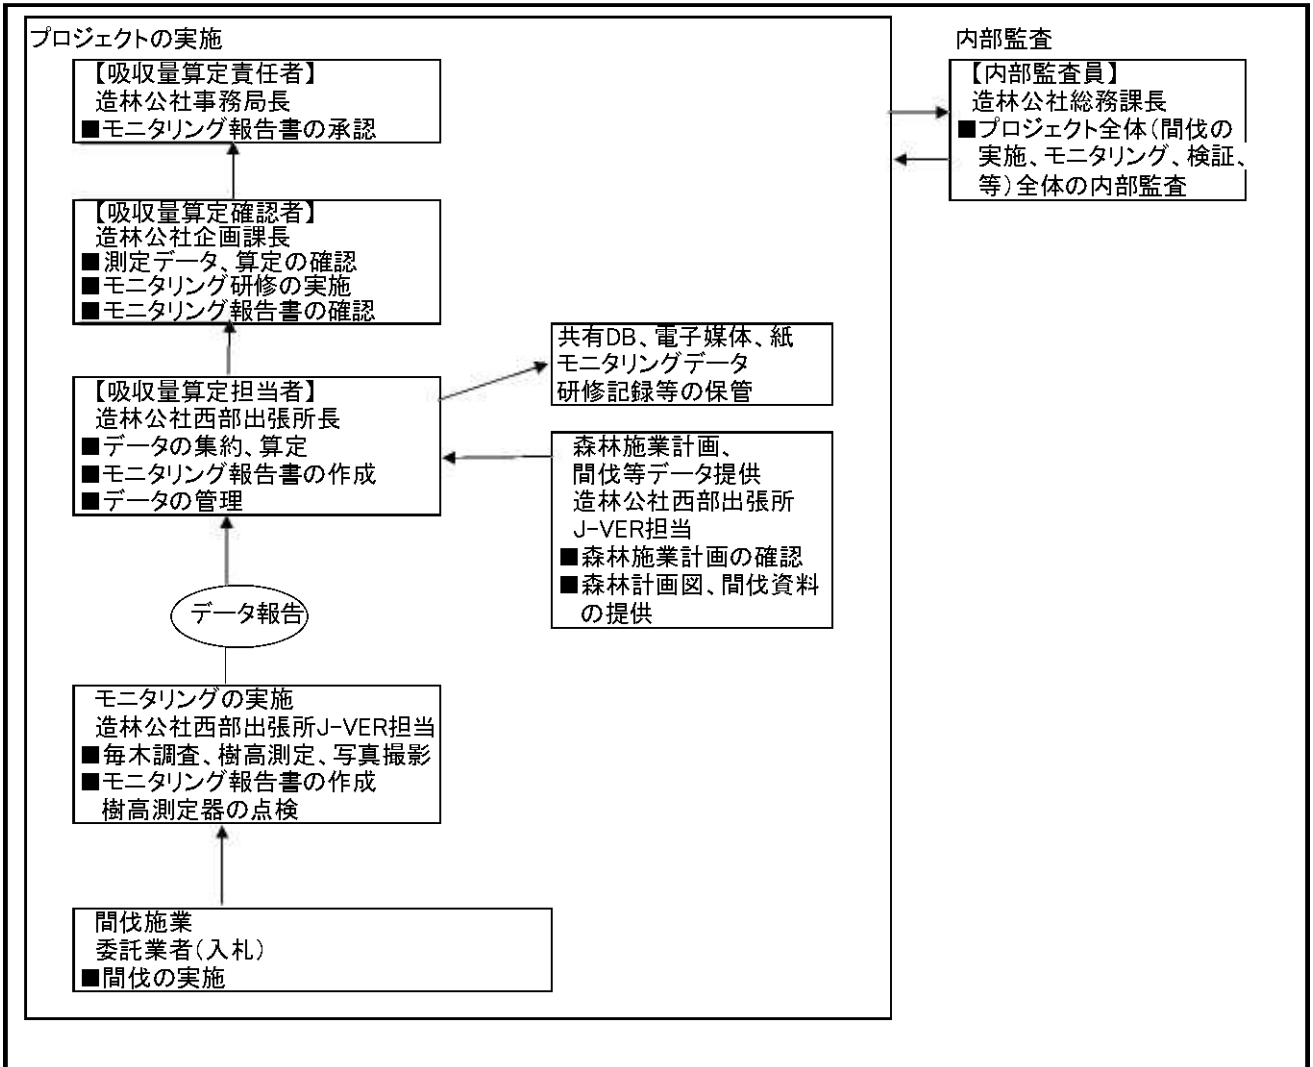 プロジェクトの実施
【吸収量算定責任者】
造林公社事務局長
■モニタリング報告書の承認
【吸収量算定確認者】
造林公社企画課長
■測定データ、算定の確認
■モニタリング研修の実施
■モニタリング報告書の確認
【吸収量算定担当者】
造林公社西部出張所長
■データの集約、算定
■モニタリング報告書の作成
■データの管理
共有DB、電子媒体、紙
モニタリングデータ
研修記録等の保管
森林施業計画、
間伐等データ提供
造林公社西部出張所
J-VER担当
■森林施業計画の確認
■森林計画図、間伐資料
の提供
データ報告
モニタリングの実施
造林公社西部出張所J-VER担当
■毎木調査、樹高測定、写真撮影
■モニタリング報告書の作成
樹高測定器の点検
間伐施業
委託業者(入札)
■間伐の実施
内部監査
【内部監査員】
造林公社総務課長
■プロジェクト全体(間伐の
実施、モニタリング、検証、
等)全体の内部監査